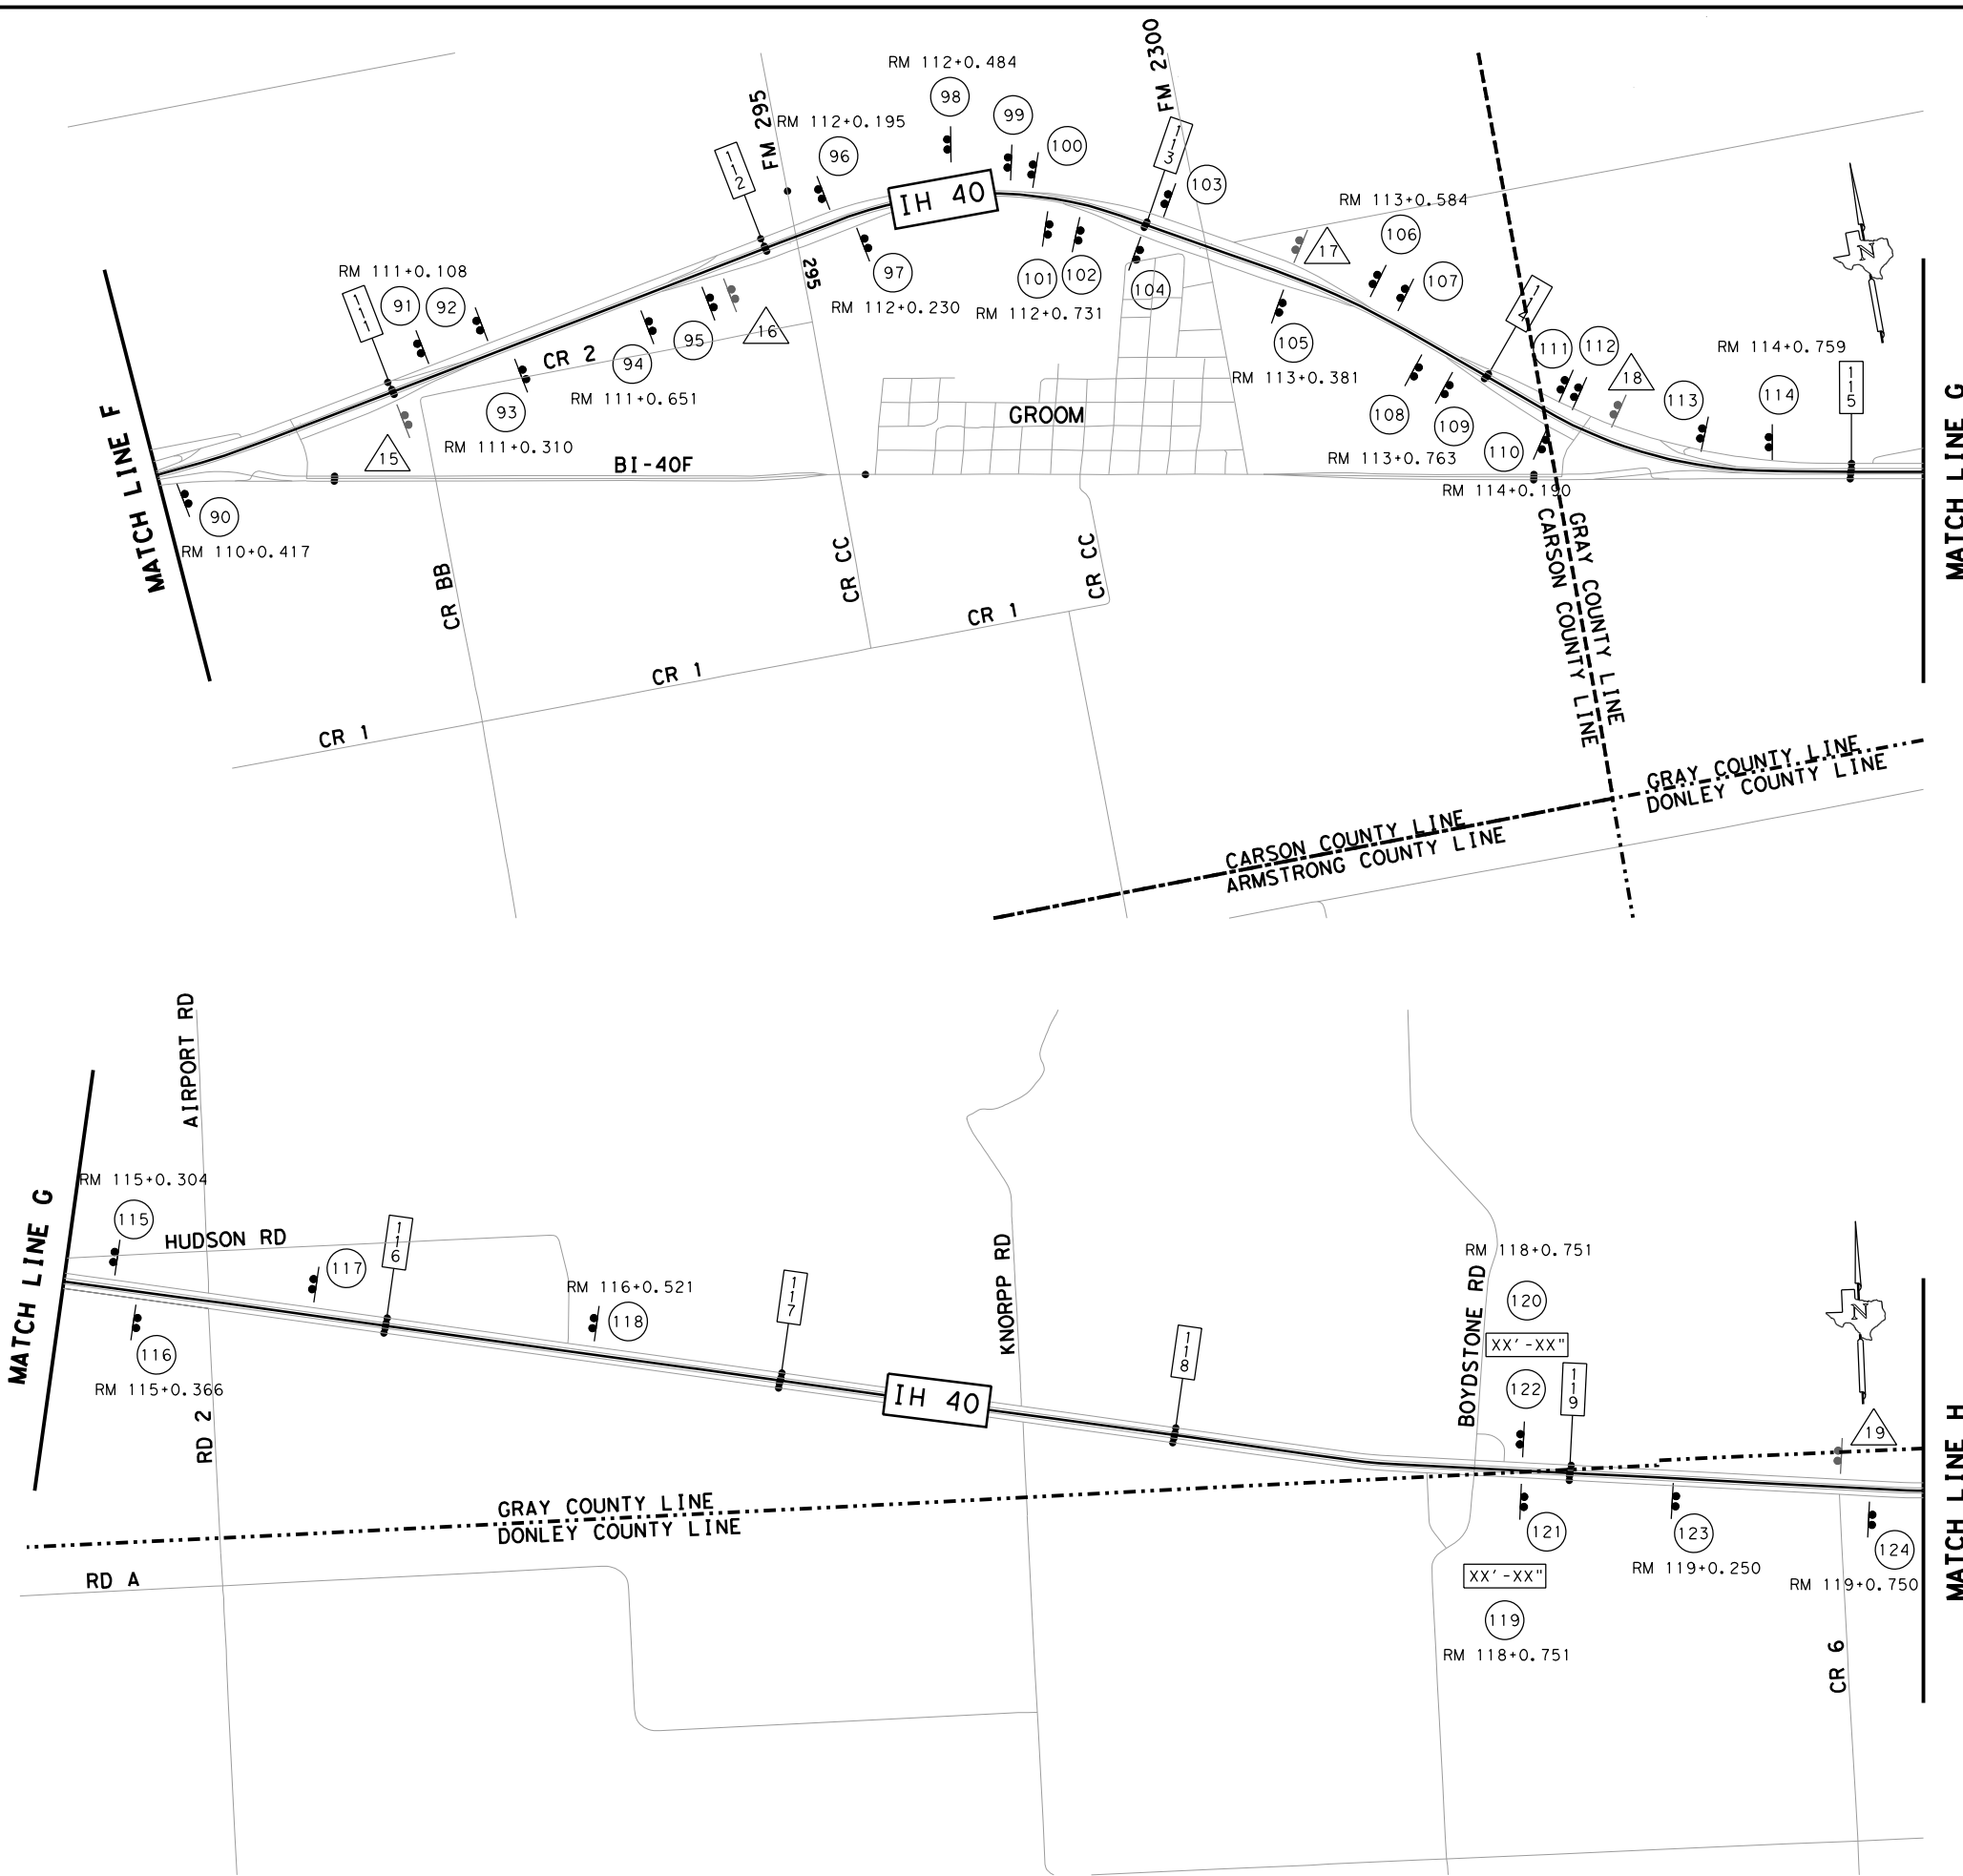 RM 112+0.484
98
FM 2300
FM 295
RM 112+0.195
96
99
100
112
113
103
IH 40
RM 113+0.584
106
17
N
RM 111+0.108
91
92
111
97
RM 112+0.230
295
101
102
RM 112+0.731
104
107
114
16
95
94
CR 2
RM 111+0.651
93
RM 111+0.310
105
RM 113+0.381
111
112
18
RM 114+0.759
114
115
113
108
109
110
RM 113+0.763
RM 114+0.190
GROOM
MATCH LINE F
15
BI-40F
90
RM 110+0.417
MATCH LINE G
CR BB
CR CC
CR CC
CR 1
CR 1
CR 1
GRAY COUNTY LINE
CARSON COUNTY LINE
GRAY COUNTY LINE
DONLEY COUNTY LINE
CARSON COUNTY LINE
ARMSTRONG COUNTY LINE
AIRPORT RD
RM 115+0.304
115
MATCH LINE G
HUDSON RD
117
116
116
RM 115+0.366
RD 2
RM 116+0.521
118
117
IH 40
KNORPP RD
118
BOYDSTONE RD
RM 118+0.751
120
XX'-XX"
122
119
N
19
MATCH LINE H
GRAY COUNTY LINE
DONLEY COUNTY LINE
RD A
121
XX'-XX"
119
RM 118+0.751
123
RM 119+0.250
124
RM 119+0.750
CR 6